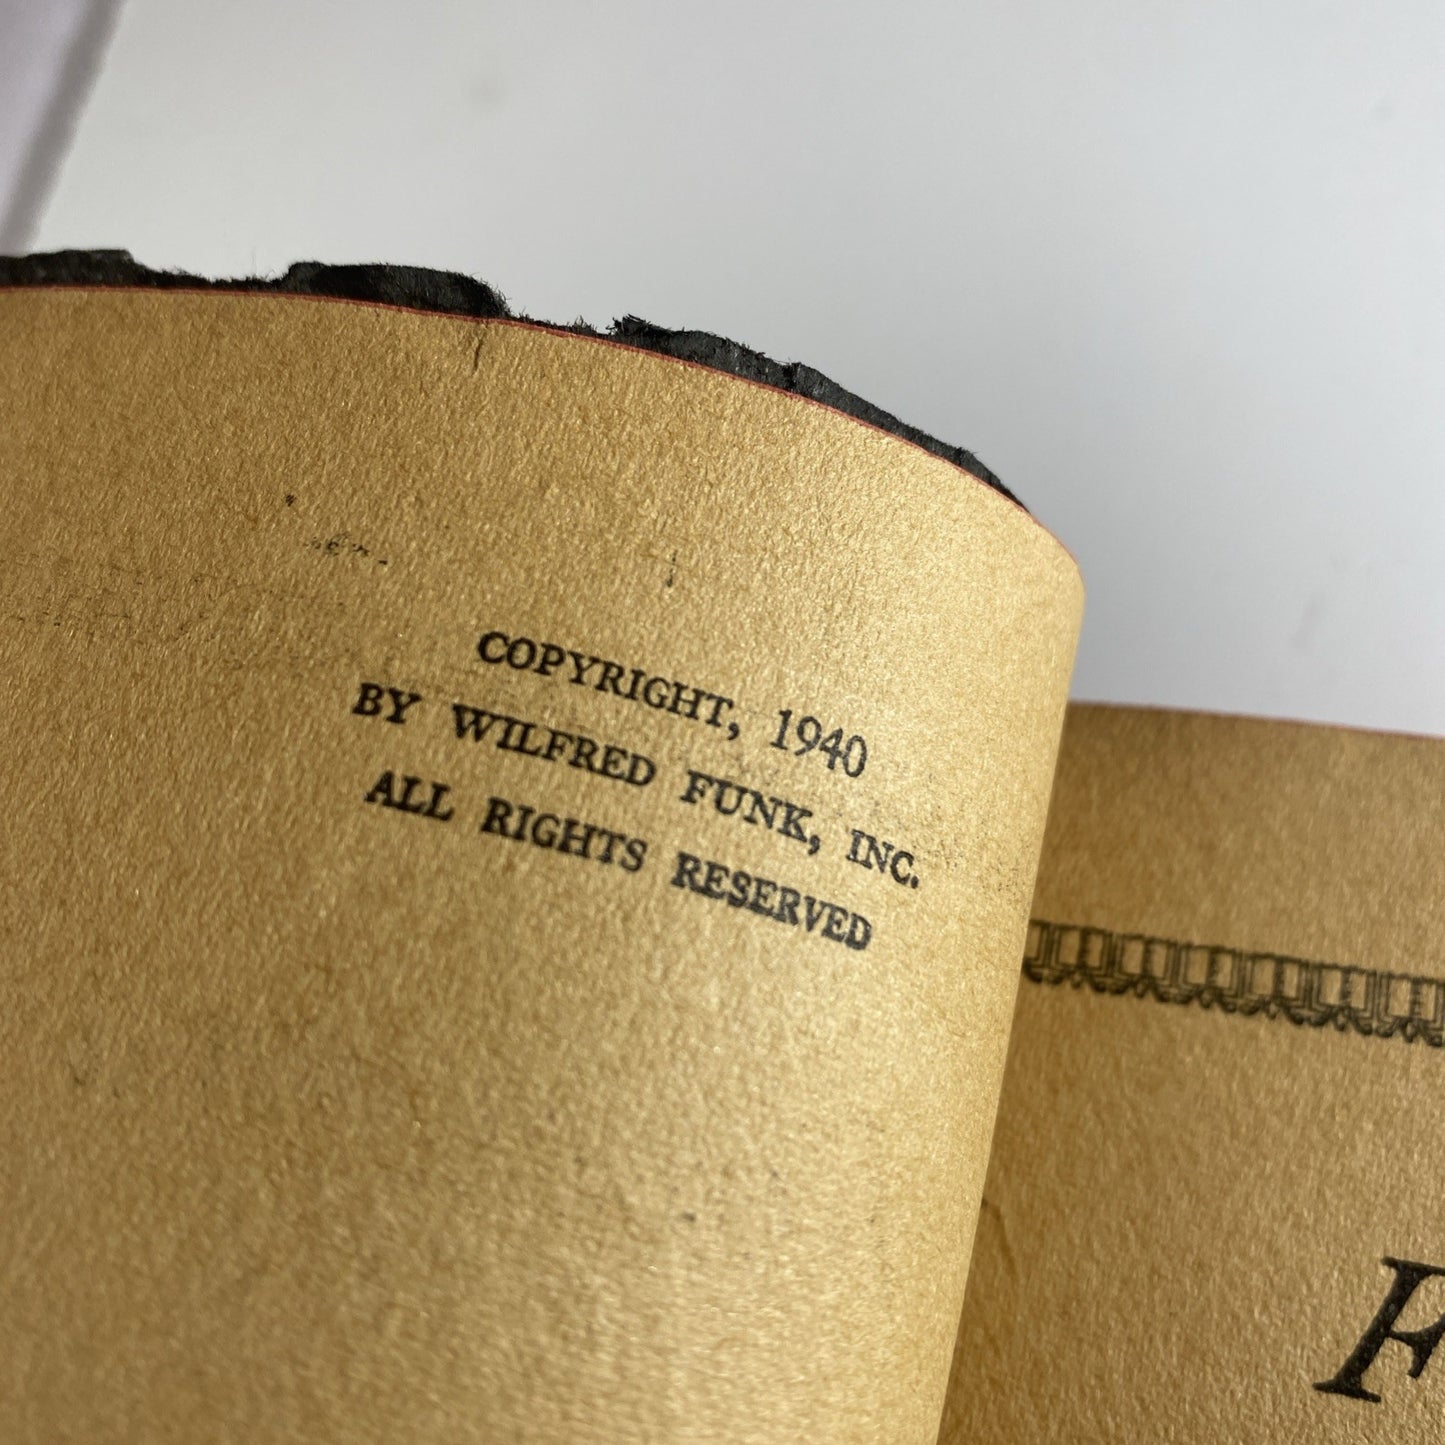 COPYRIGHT, 1940
BY WILFRED FUNK, INC.
ALL RIGHTS RESERVED
F